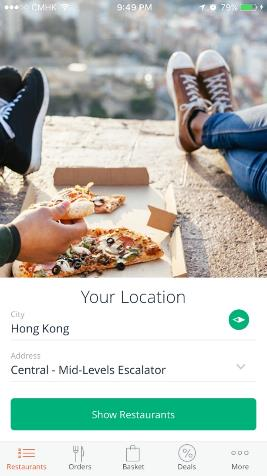 CMHK 9:49 PM 79%
Your Location
City
Hong Kong
Address
Central - Mid-Levels Escalator
Show Restaurants
Restaurants Orders Basket Deals More